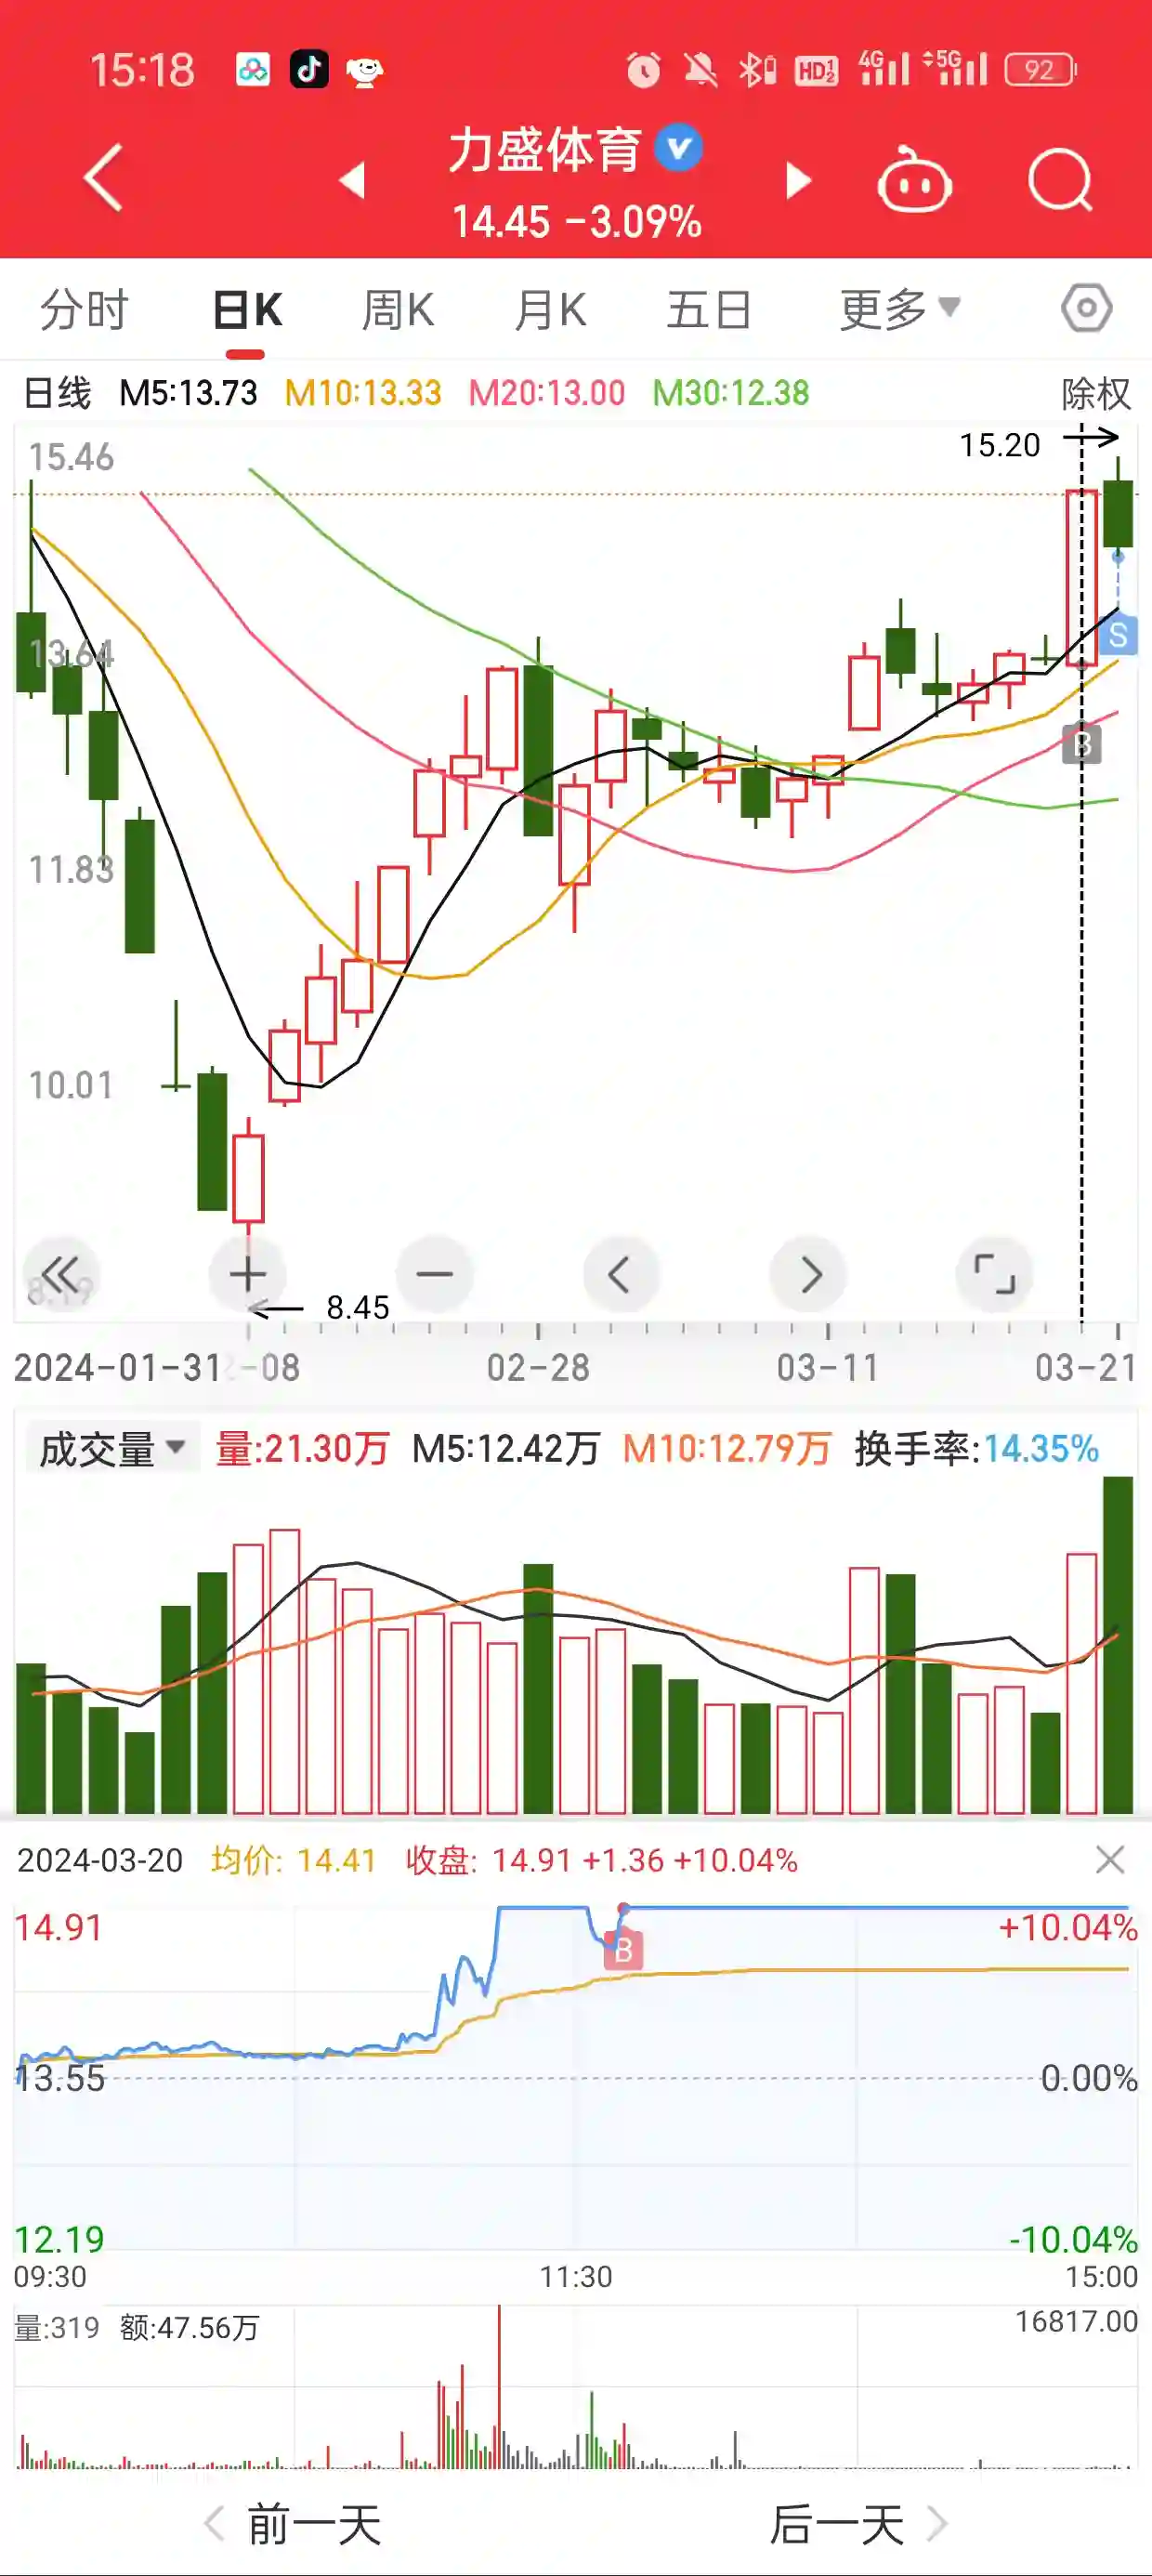 15:18 HD 1 2 4G 5G 92
力盛体育
14.45 -3.09%
分时 日K 周K 月K 五日 更多
日线 M5:13.73 M10:13.33 M20:13.00 M30:12.38 除权
15.20
15.46
S
13.64
B
11.83
10.01
8.45
2024-01-31 -08 02-28 03-11 03-21
成交量 量:21.30万 M5:12.42万 M10:12.79万 换手率:14.35%
2024-03-20 均价: 14.41 收盘: 14.91 +1.36 +10.04%
14.91 +10.04%
B
13.55 0.00%
12.19 -10.04%
09:30 11:30 15:00
量:319 额:47.56万 16817.00
前一天 后一天